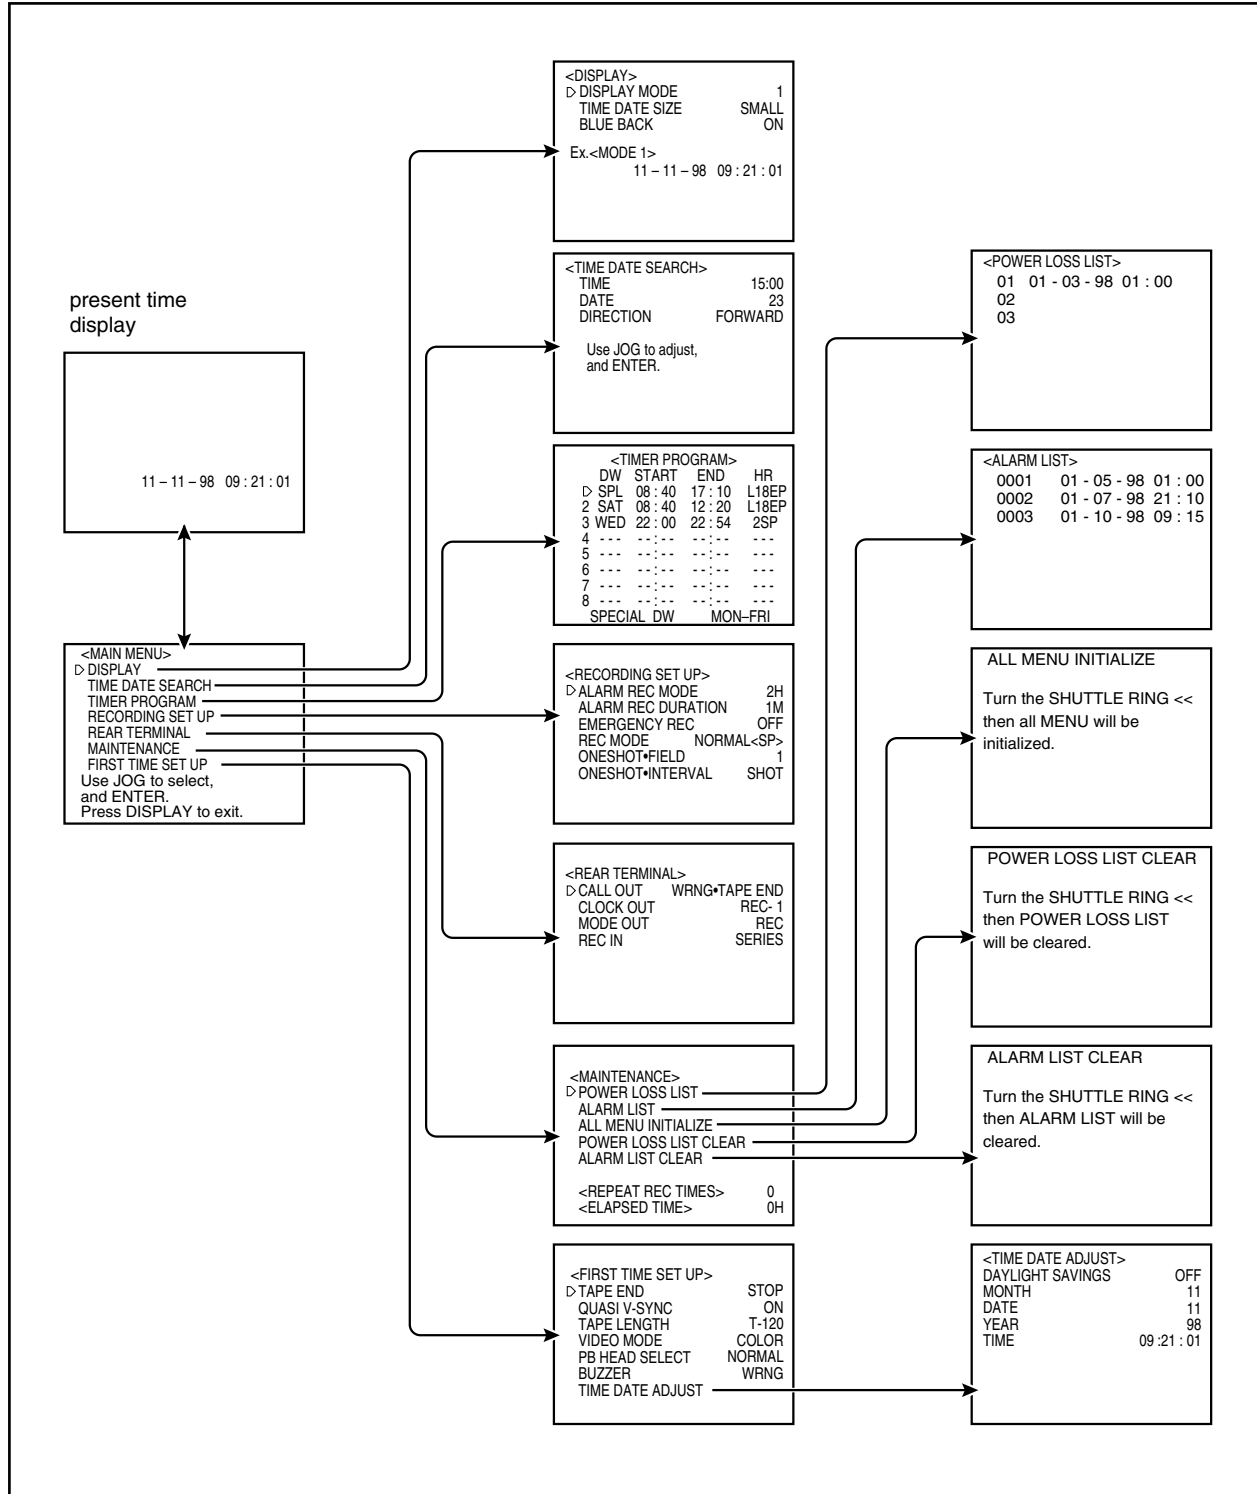 present time
display
11 – 11 – 98 09 : 21 : 01
<MAIN MENU>
DISPLAY
TIME DATE SEARCH
TIMER PROGRAM
RECORDING SET UP
REAR TERMINAL
MAINTENANCE
FIRST TIME SET UP
Use JOG to select,
and ENTER.
Press DISPLAY to exit.
<DISPLAY>
DISPLAY MODE 1
TIME DATE SIZE SMALL
BLUE BACK ON
Ex.<MODE 1>
11 – 11 – 98 09 : 21 : 01
<TIME DATE SEARCH>
TIME 15:00
DATE 23
DIRECTION FORWARD
Use JOG to adjust,
and ENTER.
<TIMER PROGRAM>
DW START END HR
SPL 08 : 40 17 : 10 L18EP
2 SAT 08 : 40 12 : 20 L18EP
3 WED 22 : 00 22 : 54 2SP
4 - - - - - : - - - - : - - - - -
5 - - - - - : - - - - : - - - - -
6 - - - - - : - - - - : - - - - -
7 - - - - - : - - - - : - - - - -
8 - - - - - : - - - - : - - - - -
SPECIAL DW MON–FRI
<RECORDING SET UP>
ALARM REC MODE 2H
ALARM REC DURATION 1M
EMERGENCY REC OFF
REC MODE NORMAL<SP>
ONESHOT•FIELD 1
ONESHOT•INTERVAL SHOT
<REAR TERMINAL>
CALL OUT WRNG•TAPE END
CLOCK OUT REC- 1
MODE OUT REC
REC IN SERIES
<MAINTENANCE>
POWER LOSS LIST
ALARM LIST
ALL MENU INITIALIZE
POWER LOSS LIST CLEAR
ALARM LIST CLEAR
<REPEAT REC TIMES> 0
<ELAPSED TIME> 0H
<FIRST TIME SET UP>
TAPE END STOP
QUASI V-SYNC ON
TAPE LENGTH T-120
VIDEO MODE COLOR
PB HEAD SELECT NORMAL
BUZZER WRNG
TIME DATE ADJUST
<POWER LOSS LIST>
01 01 - 03 - 98 01 : 00
02
03
<ALARM LIST>
0001 01 - 05 - 98 01 : 00
0002 01 - 07 - 98 21 : 10
0003 01 - 10 - 98 09 : 15
ALL MENU INITIALIZE
Turn the SHUTTLE RING <<
then all MENU will be
initialized.
POWER LOSS LIST CLEAR
Turn the SHUTTLE RING <<
then POWER LOSS LIST
will be cleared.
ALARM LIST CLEAR
Turn the SHUTTLE RING <<
then ALARM LIST will be
cleared.
<TIME DATE ADJUST>
DAYLIGHT SAVINGS OFF
MONTH 11
DATE 11
YEAR 98
TIME 09 :21 : 01